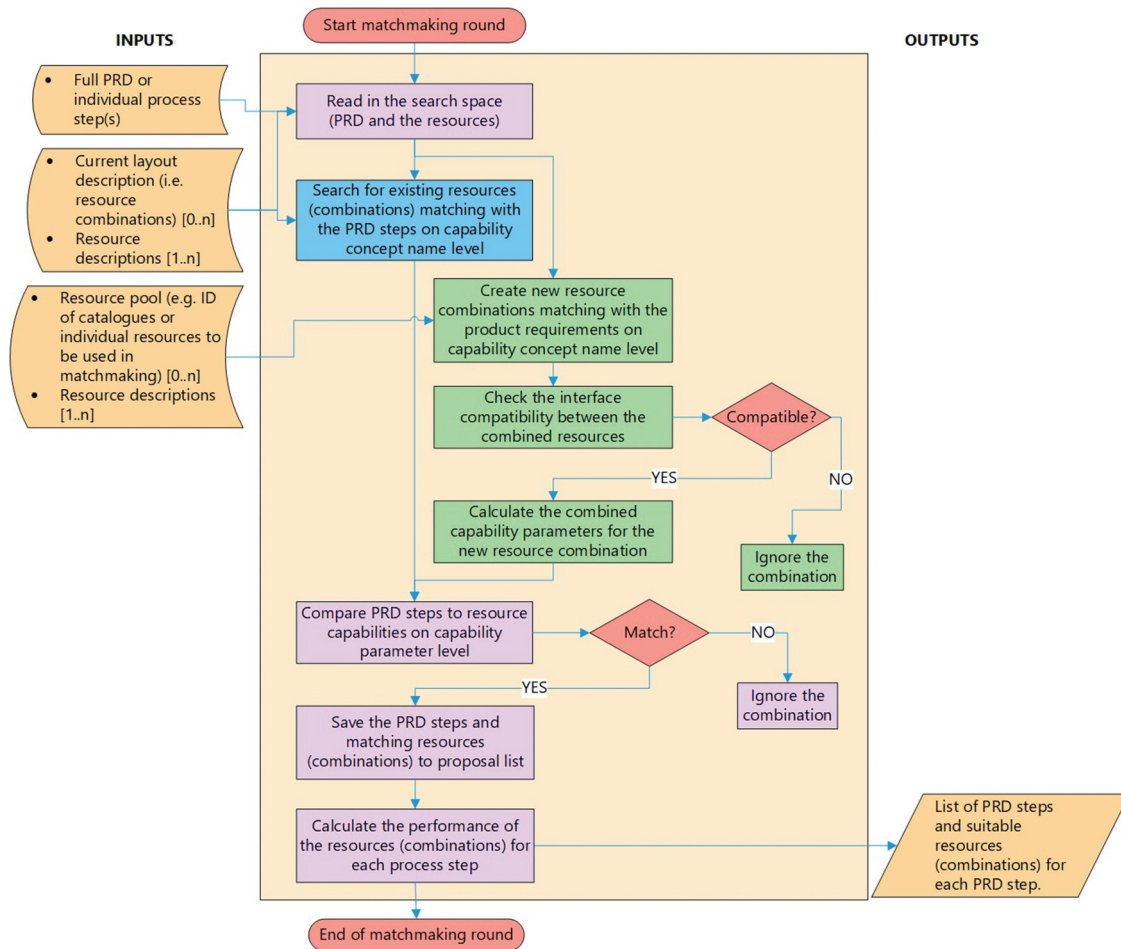 Start matchmaking round
INPUTS
OUTPUTS
• Full PRD or
individual process
step(s)
Read in the search space
(PRD and the resources)
• Current layout
description (i.e.
resource
combinations) [0..n]
• Resource
descriptions [1..n]
Search for existing resources
(combinations) matching with
the PRD steps on capability
concept name level
• Resource pool (e.g. ID
of catalogues or
individual resources to
be used in
matchmaking) [0..n]
• Resource descriptions
[1..n]
Create new resource
combinations matching with the
product requirements on
capability concept name level
Check the interface
compatibility between the
combined resources
Compatible?
YES
NO
Calculate the combined
capability parameters for the
new resource combination
Ignore the
combination
Compare PRD steps to resource
capabilities on capability
parameter level
Match?
NO
YES
Ignore the
combination
Save the PRD steps and
matching resources
(combinations) to proposal list
Calculate the performance of
the resources (combinations) for
each process step
List of PRD steps
and suitable
resources
(combinations) for
each PRD step.
End of matchmaking round